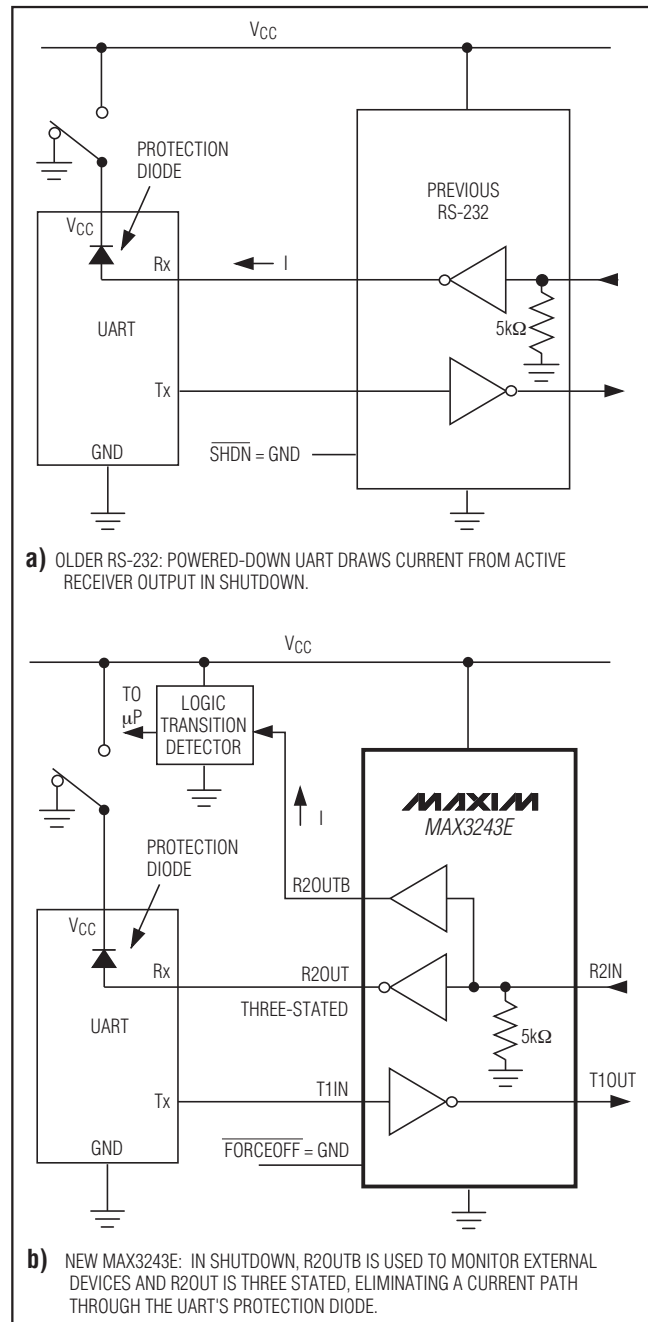 VCC
PROTECTION
DIODE
VCC
Rx
I
PREVIOUS
RS-232
5kΩ
UART
Tx
GND
SHDN = GND
a) OLDER RS-232: POWERED-DOWN UART DRAWS CURRENT FROM ACTIVE
RECEIVER OUTPUT IN SHUTDOWN.
VCC
TO
μP
LOGIC
TRANSITION
DETECTOR
I
MAXIM
MAX3243E
PROTECTION
DIODE
R2OUTB
VCC
Rx
R2OUT
R2IN
THREE-STATED
UART
5kΩ
Tx
T1IN
T1OUT
GND
FORCEOFF = GND
b) NEW MAX3243E: IN SHUTDOWN, R2OUTB IS USED TO MONITOR EXTERNAL
DEVICES AND R2OUT IS THREE STATED, ELIMINATING A CURRENT PATH
THROUGH THE UART'S PROTECTION DIODE.